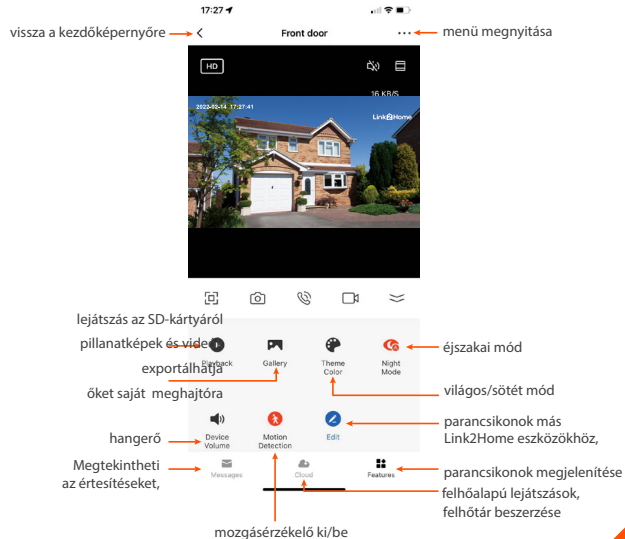 17:27
vissza a kezdőképernyőre
Front door
menü megnyitása
HD
16 KB/S
2022-02-14 17:27:41
Link2Home
lejátszás az SD-kártyáról
pillanatképek és videók
exportálhatja
őket saját meghajtóra
Playback
Gallery
Theme
Color
Night
Mode
éjszakai mód
világos/sötét mód
hangerő
Device
Volume
Motion
Detection
Edit
parancsikonok más
Link2Home eszközökhöz,
Megtekintheti
az értesítéseket,
Messages
Cloud
Features
parancsikonok megjelenítése
felhőalapú lejátszások,
felhőtár beszerzése
mozgásérzékelő ki/be